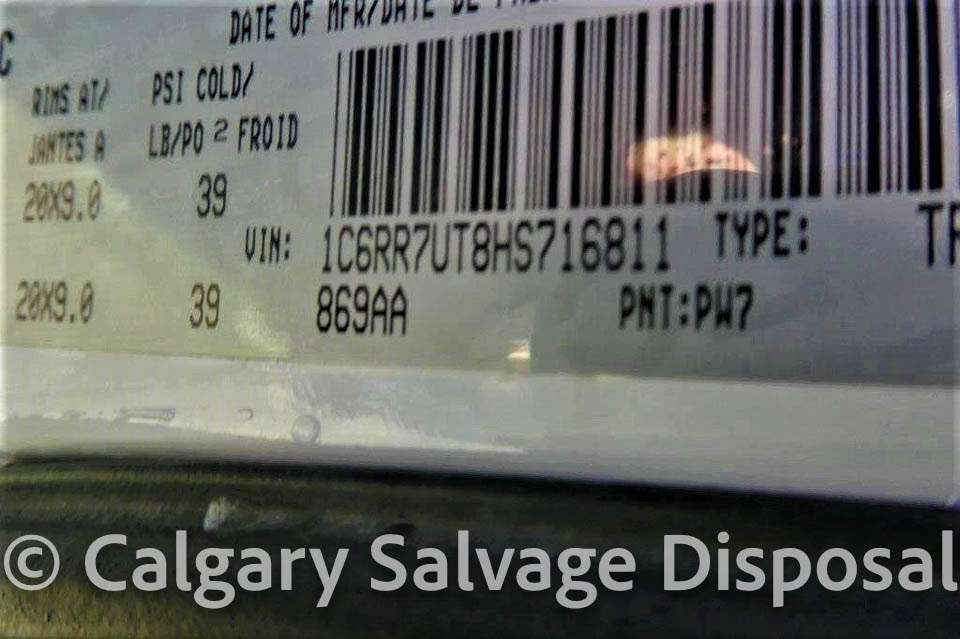 DATE OF MFR/DATE DE
C
RIMS AT/ PSI COLD/
JANTES A LB/PO 2 FROID
20X9.0 39
VIN: 1C6RR7UT8HS716811 TYPE:
20X9.0 39 869AA PNT:PW7
© Calgary Salvage Disposal